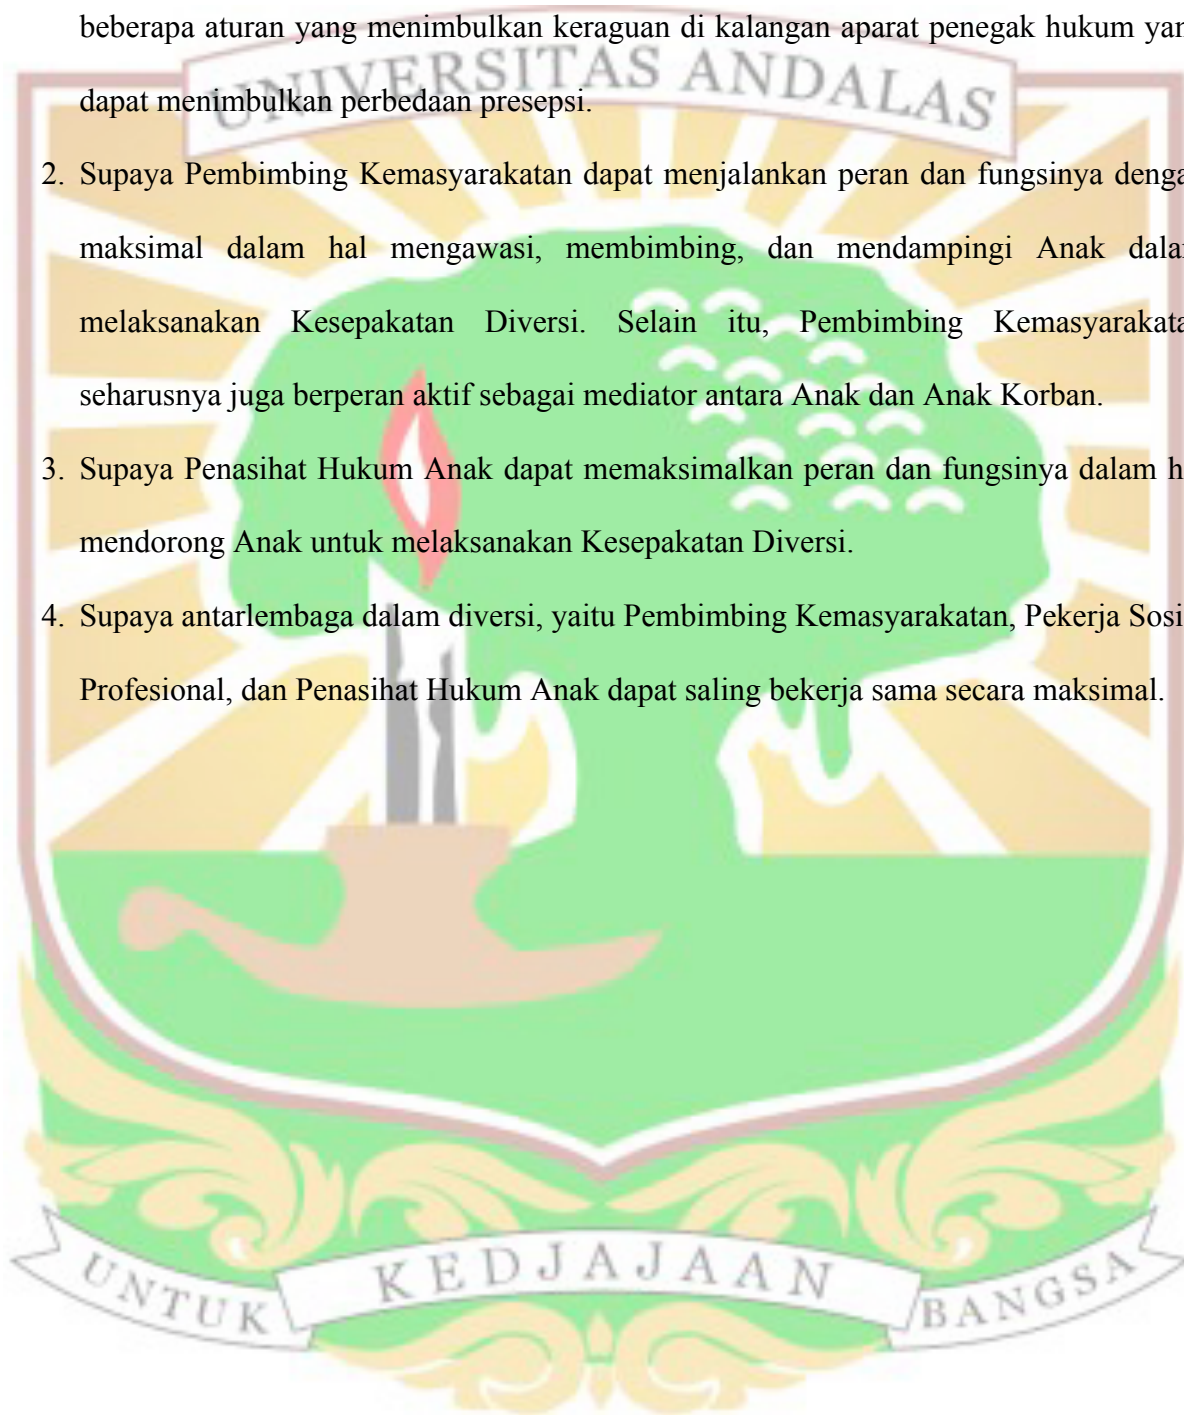 beberapa aturan yang menimbulkan keraguan di kalangan aparat penegak hukum yan
UNIVERSITAS ANDALAS
dapat menimbulkan perbedaan presepsi.
2. Supaya Pembimbing Kemasyarakatan dapat menjalankan peran dan fungsinya denga
maksimal dalam hal mengawasi, membimbing, dan mendampingi Anak dalam
melaksanakan Kesepakatan Diversi. Selain itu, Pembimbing Kemasyarakata
seharusnya juga berperan aktif sebagai mediator antara Anak dan Anak Korban.
3. Supaya Penasihat Hukum Anak dapat memaksimalkan peran dan fungsinya dalam h
mendorong Anak untuk melaksanakan Kesepakatan Diversi.
4. Supaya antarlembaga dalam diversi, yaitu Pembimbing Kemasyarakatan, Pekerja Sosi
Profesional, dan Penasihat Hukum Anak dapat saling bekerja sama secara maksimal.
UNTUK KEDJAJAAN BANGSA